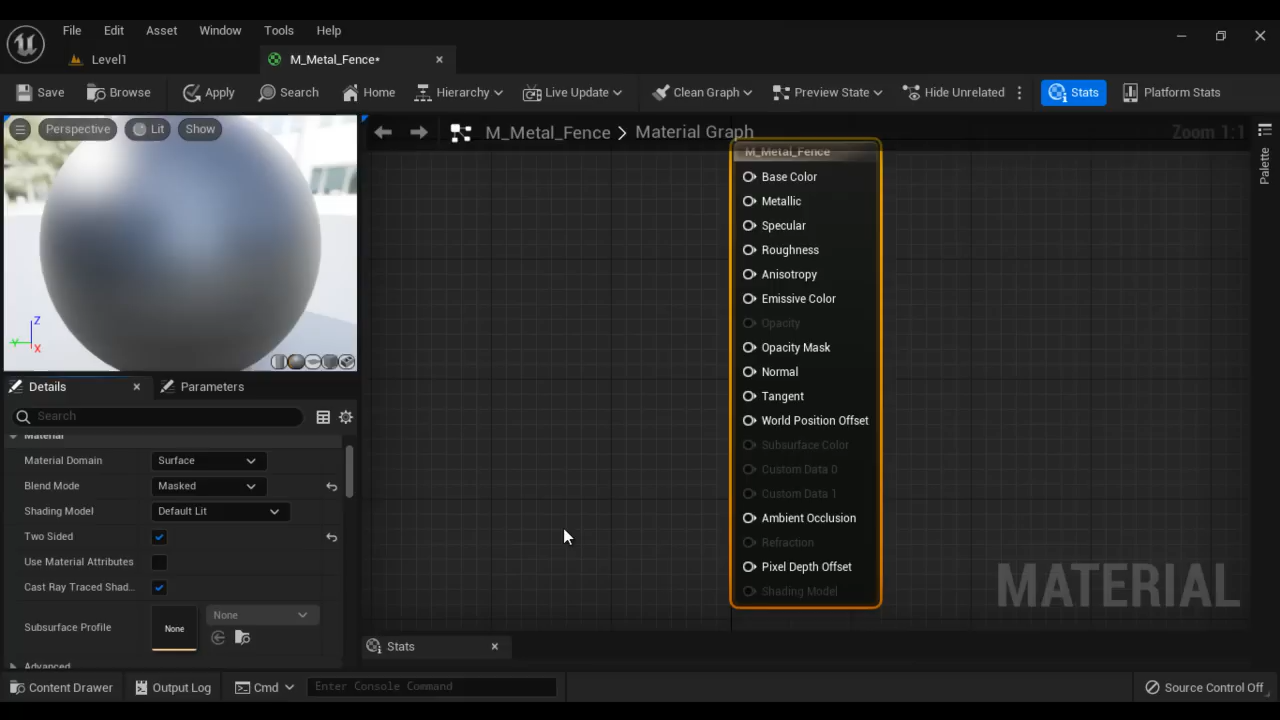 File Edit Asset Window Tools Help
Level1
M_Metal_Fence*
Save Browse Apply Search Home Hierarchy Live Update Clean Graph Preview State Hide Unrelated Stats Platform Stats
Perspective Lit Show
M_Metal_Fence > Material Graph
Zoom 1:1
Palette
M_Metal_Fence
Base Color
Metallic
Specular
Roughness
Anisotropy
Emissive Color
Opacity
Opacity Mask
Normal
Tangent
World Position Offset
Subsurface Color
Custom Data 0
Custom Data 1
Ambient Occlusion
Refraction
Pixel Depth Offset
Shading Model
MATERIAL
Z
Y
X
Details
Parameters
Search
Material
Material Domain Surface
Blend Mode Masked
Shading Model Default Lit
Two Sided
Use Material Attributes
Cast Ray Traced Shad...
Subsurface Profile None None
Advanced
Stats
Content Drawer Output Log Cmd Enter Console Command Source Control Off